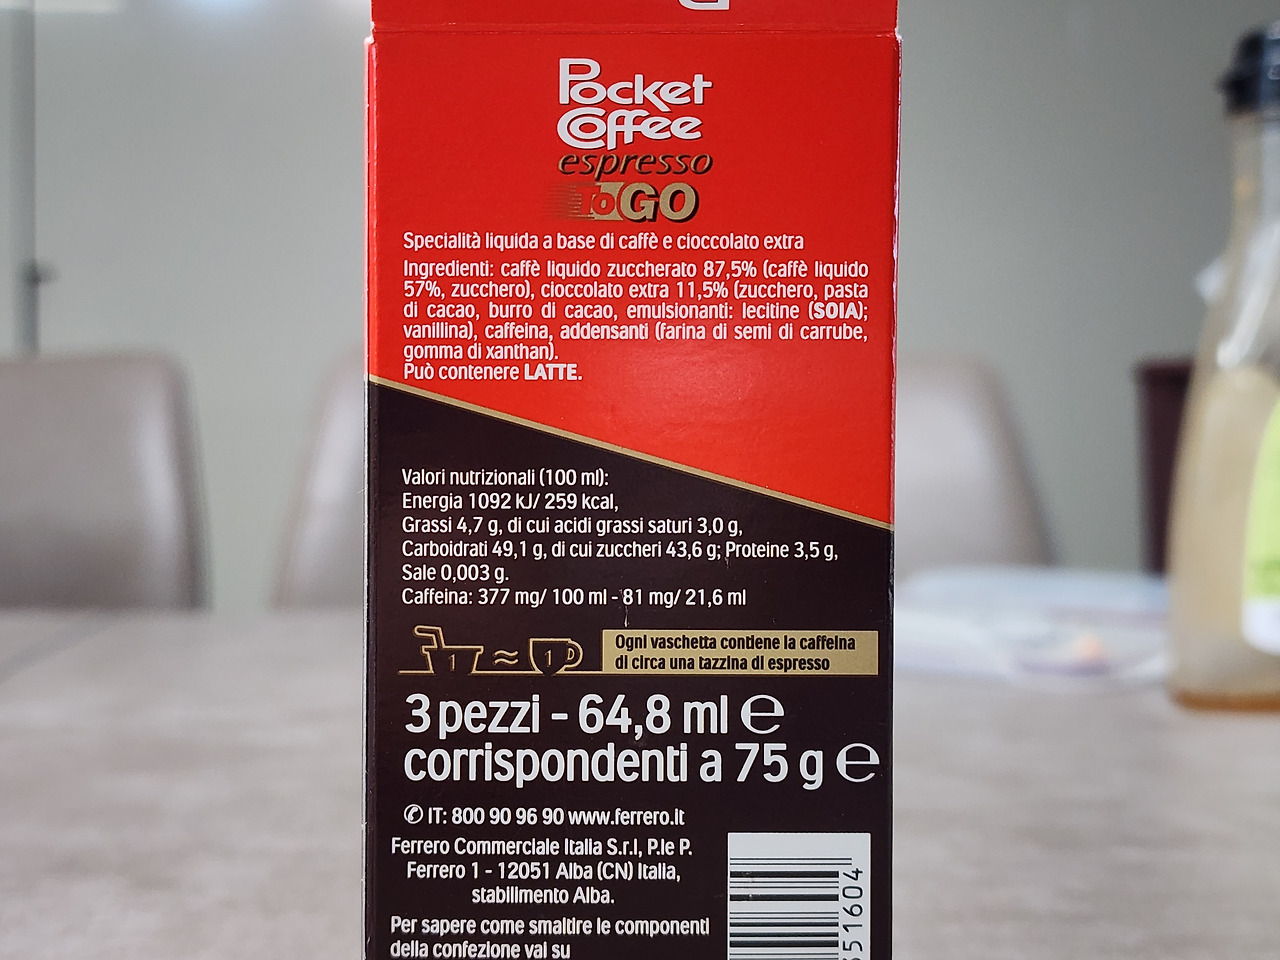 Pocket
Coffee
espresso
To GO
Specialità liquida a base di caffè e cioccolato extra
Ingredienti: caffè liquido zuccherato 87,5% (caffè liquido
57%, zucchero), cioccolato extra 11,5% (zucchero, pasta
di cacao, burro di cacao, emulsionanti: lecitine (SOIA);
vanillina), caffeina, addensanti (farina di semi di carrube,
gomma di xanthan).
Può contenere LATTE.
Valori nutrizionali (100 ml):
Energia 1092 kJ/ 259 kcal,
Grassi 4,7 g, di cui acidi grassi saturi 3,0 g,
Carboidrati 49,1 g, di cui zuccheri 43,6 g; Proteine 3,5 g,
Sale 0,003 g.
Caffeina: 377 mg/ 100 ml - 81 mg/ 21,6 ml
1 ≈ 1
Ogni vaschetta contiene la caffeina
di circa una tazzina di espresso
3 pezzi - 64,8 ml ℮
corrispondenti a 75 g ℮
✆ IT: 800 90 96 90 www.ferrero.it
Ferrero Commerciale Italia S.r.l, P.le P.
Ferrero 1 - 12051 Alba (CN) Italia,
stabilimento Alba.
Per sapere come smaltire le componenti
della confezione vai su
51604